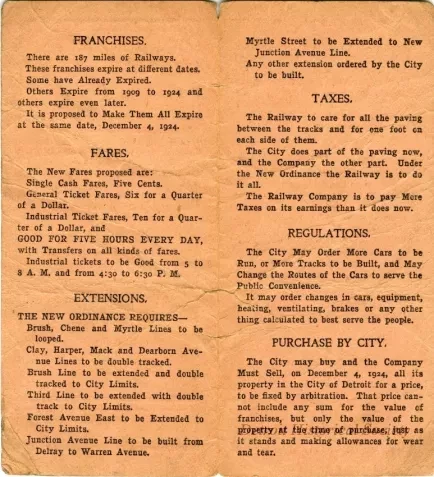 FRANCHISES.
There are 187 miles of Railways.
These franchises expire at different dates.
Some have Already Expired.
Others Expire from 1909 to 1924 and
others expire even later.
It is proposed to Make Them All Expire
at the same date, December 4, 1924.
FARES.
The New Fares proposed are:
Single Cash Fares, Five Cents.
General Ticket Fares, Six for a Quarter
of a Dollar.
Industrial Ticket Fares, Ten for a Quar-
ter of a Dollar, and
GOOD FOR FIVE HOURS EVERY DAY,
with Transfers on all kinds of fares.
Industrial tickets to be Good from 5 to
8 A. M. and from 4:30 to 6:30 P. M.
EXTENSIONS.
THE NEW ORDINANCE REQUIRES—
Brush, Chene and Myrtle Lines to be
looped.
Clay, Harper, Mack and Dearborn Ave-
nue Lines to be double tracked.
Brush Line to be extended and double
tracked to City Limits.
Third Line to be extended with double
track to City Limits.
Forest Avenue East to be Extended to
City Limits.
Junction Avenue Line to be built from
Delray to Warren Avenue.
Myrtle Street to be Extended to New
Junction Avenue Line.
Any other extension ordered by the City
to be built.
TAXES.
The Railway to care for all the paving
between the tracks and for one foot on
each side of them.
The City does part of the paving now,
and the Company the other part. Under
the New Ordinance the Railway is to do
it all.
The Railway Company is to pay More
Taxes on its earnings than it does now.
REGULATIONS.
The City May Order More Cars to be
Run, or More Tracks to be Built, and May
Change the Routes of the Cars to serve the
Public Convenience.
It may order changes in cars, equipment,
heating, ventilating, brakes or any other
thing calculated to best serve the people.
PURCHASE BY CITY.
The City may buy and the Company
Must Sell, on December 4, 1924, all its
property in the City of Detroit for a price,
to be fixed by arbitration. That price can-
not include any sum for the value of
franchises, but only the value of the
property at the time of purchase, just as
it stands and making allowances for wear
and tear.